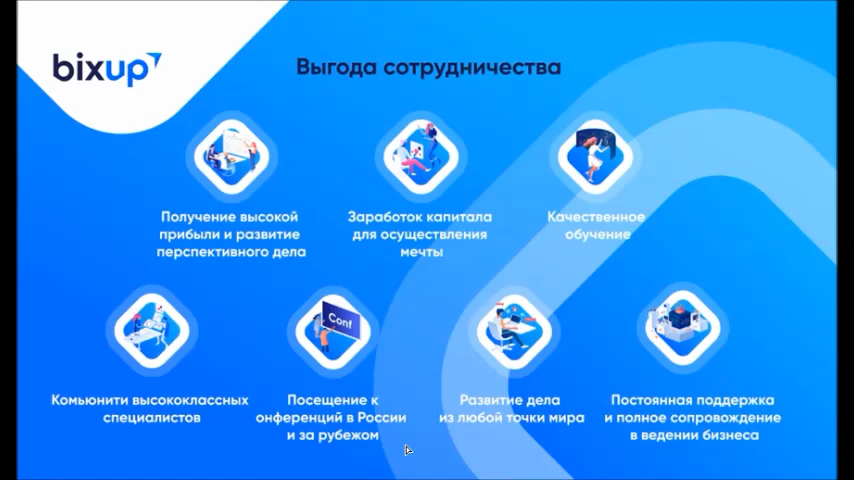 bixup
Выгода сотрудничества
Получение высокой
прибыли и развитие
перспективного дела
Заработок капитала
для осуществления
мечты
Качественное
обучение
Conf
Комьюнити высококлассных
специалистов
Посещение к
онференций в России
и за рубежом
Развитие дела
из любой точки мира
Постоянная поддержка
и полное сопровождение
в ведении бизнеса